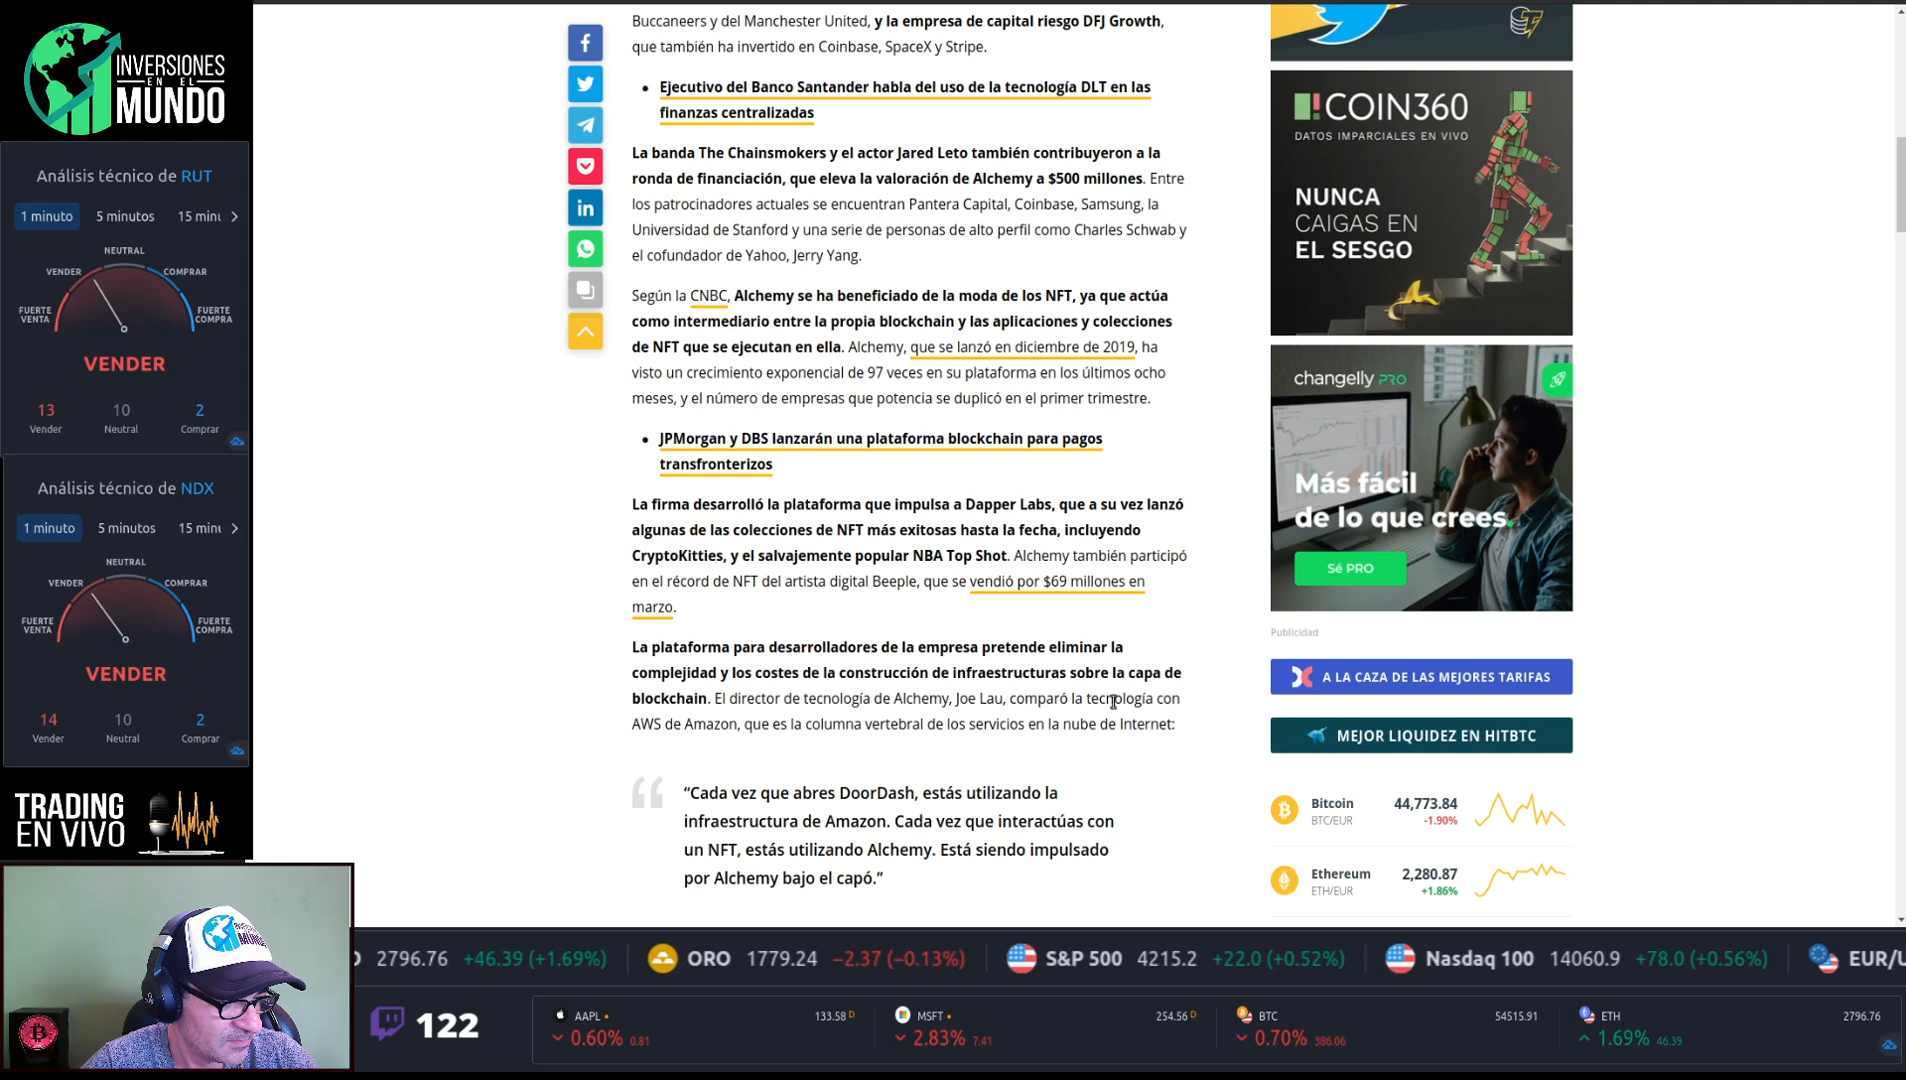 INVERSIONES
EN EL
MUNDO
Análisis técnico de RUT
1 minuto 5 minutos 15 minu
NEUTRAL
VENDER COMPRAR
FUERTE VENTA FUERTE COMPRA
VENDER
13 10 2
Vender Neutral Comprar
Análisis técnico de NDX
1 minuto 5 minutos 15 minu
NEUTRAL
VENDER COMPRAR
FUERTE VENTA FUERTE COMPRA
VENDER
14 10 2
Vender Neutral Comprar
TRADING
EN VIVO
Buccaneers y del Manchester United, y la empresa de capital riesgo DFJ Growth,
que también ha invertido en Coinbase, SpaceX y Stripe.
Ejecutivo del Banco Santander habla del uso de la tecnología DLT en las
finanzas centralizadas
La banda The Chainsmokers y el actor Jared Leto también contribuyeron a la
ronda de financiación, que eleva la valoración de Alchemy a $500 millones. Entre
los patrocinadores actuales se encuentran Pantera Capital, Coinbase, Samsung, la
Universidad de Stanford y una serie de personas de alto perfil como Charles Schwab y
el cofundador de Yahoo, Jerry Yang.
Según la CNBC, Alchemy se ha beneficiado de la moda de los NFT, ya que actúa
como intermediario entre la propia blockchain y las aplicaciones y colecciones
de NFT que se ejecutan en ella. Alchemy, que se lanzó en diciembre de 2019, ha
visto un crecimiento exponencial de 97 veces en su plataforma en los últimos ocho
meses, y el número de empresas que potencia se duplicó en el primer trimestre.
JPMorgan y DBS lanzarán una plataforma blockchain para pagos
transfronterizos
La firma desarrolló la plataforma que impulsa a Dapper Labs, que a su vez lanzó
algunas de las colecciones de NFT más exitosas hasta la fecha, incluyendo
CryptoKitties, y el salvajemente popular NBA Top Shot. Alchemy también participó
en el récord de NFT del artista digital Beeple, que se vendió por $69 millones en
marzo.
La plataforma para desarrolladores de la empresa pretende eliminar la
complejidad y los costes de la construcción de infraestructuras sobre la capa de
blockchain. El director de tecnología de Alchemy, Joe Lau, comparó la tecnología con
AWS de Amazon, que es la columna vertebral de los servicios en la nube de Internet:
“Cada vez que abres DoorDash, estás utilizando la
infraestructura de Amazon. Cada vez que interactúas con
un NFT, estás utilizando Alchemy. Está siendo impulsado
por Alchemy bajo el capó.”
COIN360
DATOS IMPARCIALES EN VIVO
NUNCA
CAIGAS EN
EL SESGO
changelly PRO
Más fácil
de lo que crees.
Sé PRO
Publicidad
A LA CAZA DE LAS MEJORES TARIFAS
MEJOR LIQUIDEZ EN HITBTC
Bitcoin 44,773.84
BTC/EUR -1.90%
Ethereum 2,280.87
ETH/EUR +1.86%
2796.76 +46.39 (+1.69%) ORO 1779.24 −2.37 (−0.13%) S&P 500 4215.2 +22.0 (+0.52%) Nasdaq 100 14060.9 +78.0 (+0.56%) EUR/U
122
AAPL 133.58 D
0.60% 0.81
MSFT 254.56 D
2.83% 7.41
BTC 54515.91
0.70% 386.06
ETH 2796.76
1.69% 46.39